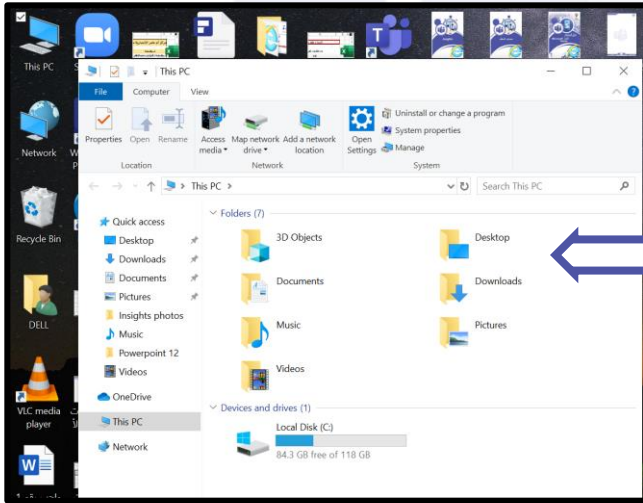 This PC
Network
Recycle Bin
DELL
VLC media
player
This PC
File Computer View
Properties Open Rename
Access media Map network drive Add a network location
Open Settings
Uninstall or change a program
System properties
Manage
Location Network System
This PC
Search This PC
Quick access
Desktop
Downloads
Documents
Pictures
Insights photos
Music
Powerpoint 12
Videos
OneDrive
This PC
Network
Folders (7)
3D Objects Desktop
Documents Downloads
Music Pictures
Videos
Devices and drives (1)
Local Disk (C:)
84.3 GB free of 118 GB